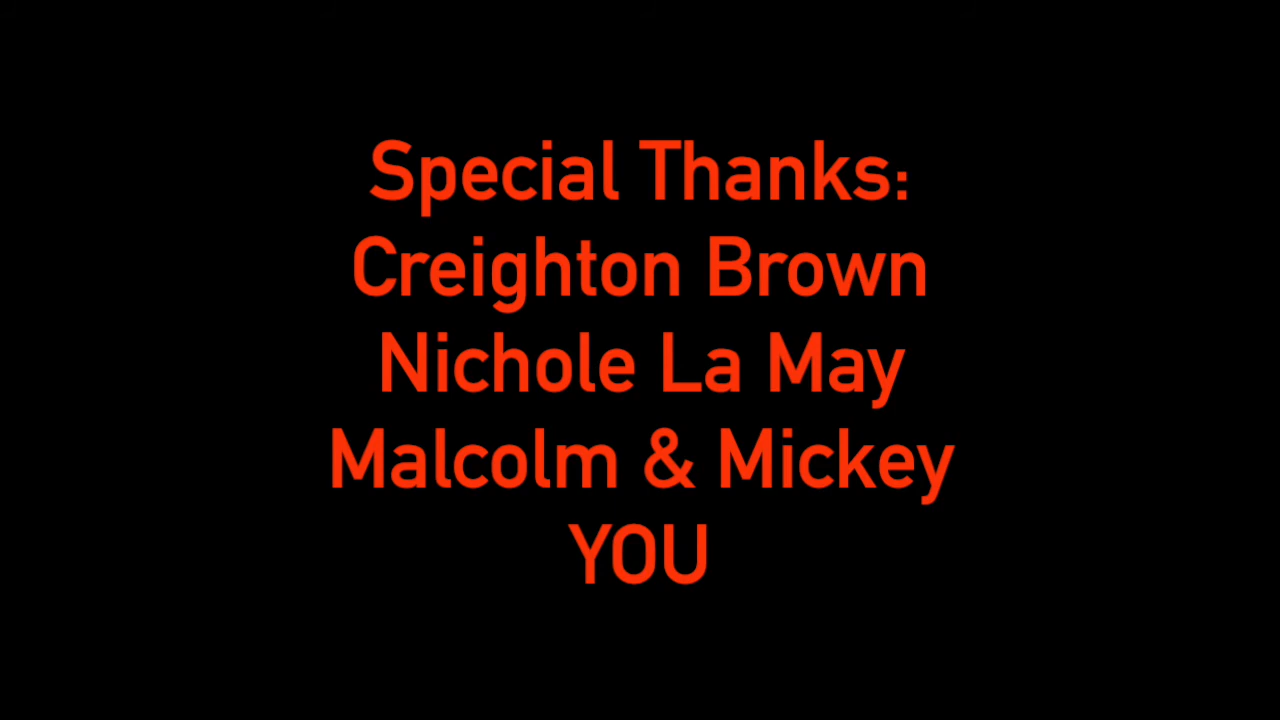 Special Thanks:
Creighton Brown
Nichole La May
Malcolm & Mickey
YOU